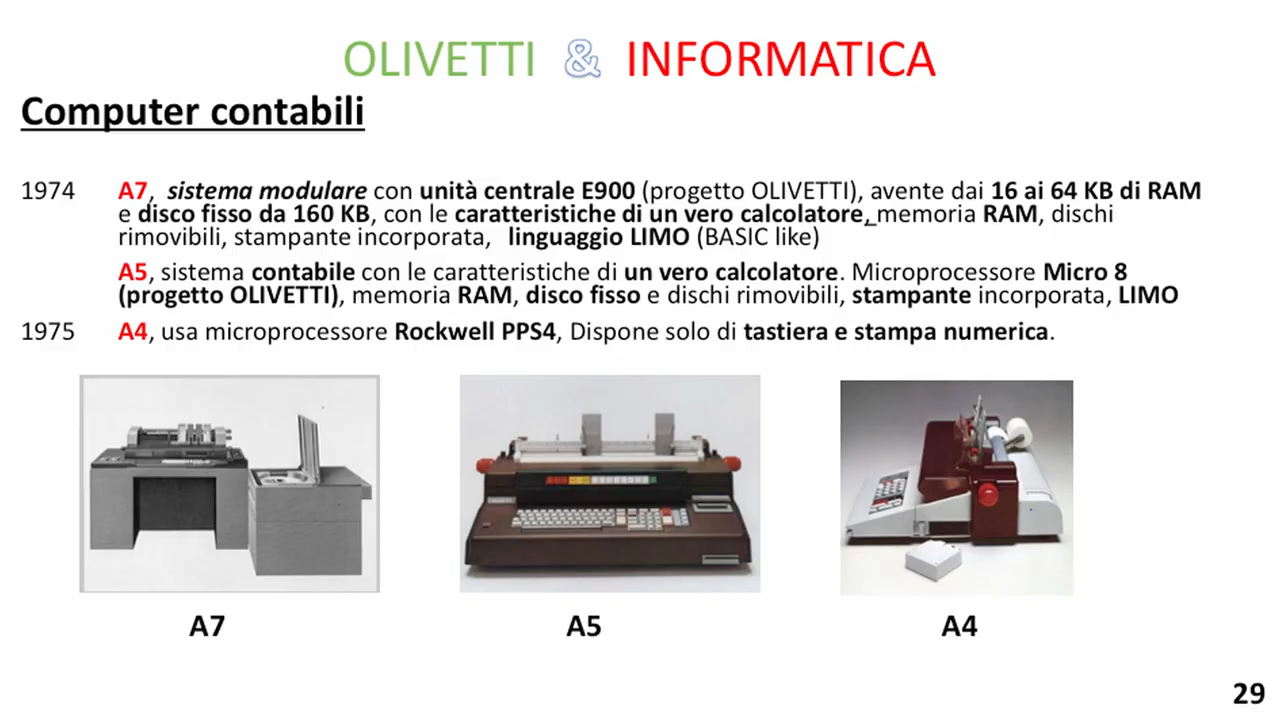 OLIVETTI & INFORMATICA
Computer contabili
1974 A7, sistema modulare con unità centrale E900 (progetto OLIVETTI), avente dai 16 ai 64 KB di RAM
e disco fisso da 160 KB, con le caratteristiche di un vero calcolatore, memoria RAM, dischi
rimovibili, stampante incorporata, linguaggio LIMO (BASIC like)
A5, sistema contabile con le caratteristiche di un vero calcolatore. Microprocessore Micro 8
(progetto OLIVETTI), memoria RAM, disco fisso e dischi rimovibili, stampante incorporata, LIMO
1975 A4, usa microprocessore Rockwell PPS4, Dispone solo di tastiera e stampa numerica.
A7 A5 A4
29